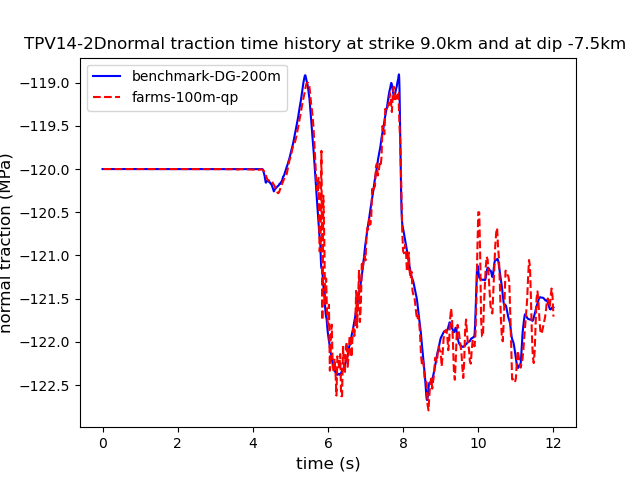 TPV14-2Dnormal traction time history at strike 9.0km and at dip -7.5km
benchmark-DG-200m
farms-100m-qp
normal traction (MPa)
−119.0
−119.5
−120.0
−120.5
−121.0
−121.5
−122.0
−122.5
0 2 4 6 8 10 12
time (s)